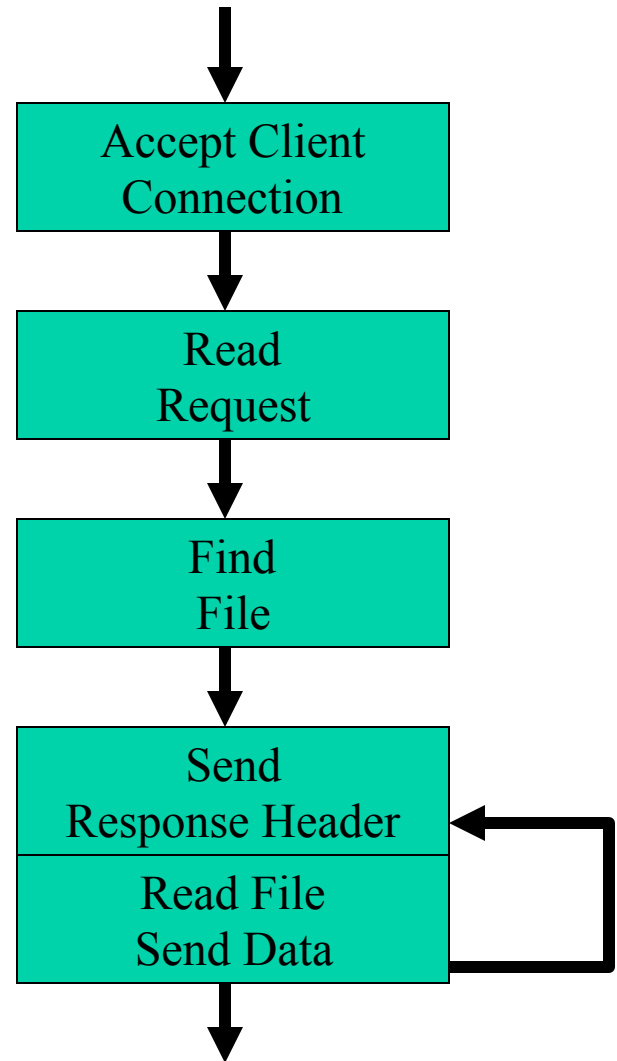 Accept Client
Connection
Read
Request
Find
File
Send
Response Header
Read File
Send Data